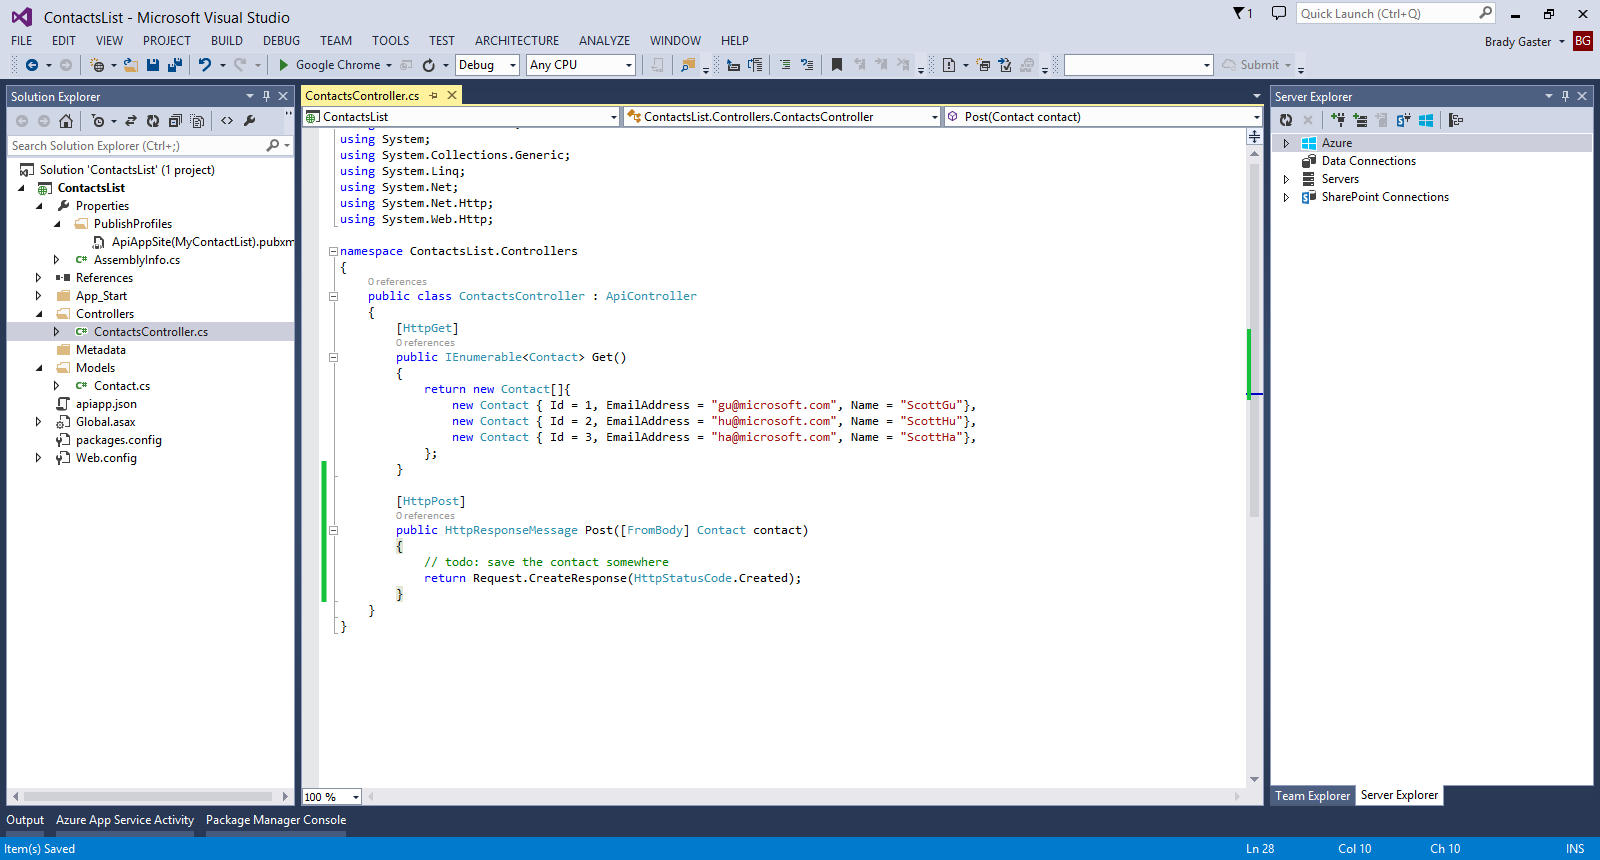 ContactsList - Microsoft Visual Studio
1
Quick Launch (Ctrl+Q)
FILE EDIT VIEW PROJECT BUILD DEBUG TEAM TOOLS TEST ARCHITECTURE ANALYZE WINDOW HELP
Brady Gaster BG
Google Chrome Debug Any CPU Submit
Solution Explorer
Search Solution Explorer (Ctrl+;)
Solution 'ContactsList' (1 project)
ContactsList
Properties
PublishProfiles
ApiAppSite(MyContactList).pubxm
C# AssemblyInfo.cs
References
App_Start
Controllers
C# ContactsController.cs
Metadata
Models
C# Contact.cs
apiapp.json
Global.asax
packages.config
Web.config
ContactsController.cs
ContactsList ContactsList.Controllers.ContactsController Post(Contact contact)
using System;
using System.Collections.Generic;
using System.Linq;
using System.Net;
using System.Net.Http;
using System.Web.Http;
namespace ContactsList.Controllers
{
0 references
public class ContactsController : ApiController
{
[HttpGet]
0 references
public IEnumerable<Contact> Get()
{
return new Contact[]{
new Contact { Id = 1, EmailAddress = "gu@microsoft.com", Name = "ScottGu"},
new Contact { Id = 2, EmailAddress = "hu@microsoft.com", Name = "ScottHu"},
new Contact { Id = 3, EmailAddress = "ha@microsoft.com", Name = "ScottHa"},
};
}
[HttpPost]
0 references
public HttpResponseMessage Post([FromBody] Contact contact)
{
// todo: save the contact somewhere
return Request.CreateResponse(HttpStatusCode.Created);
}
}
}
100 %
Server Explorer
Azure
Data Connections
Servers
SharePoint Connections
Team Explorer Server Explorer
Output Azure App Service Activity Package Manager Console
Item(s) Saved Ln 28 Col 10 Ch 10 INS